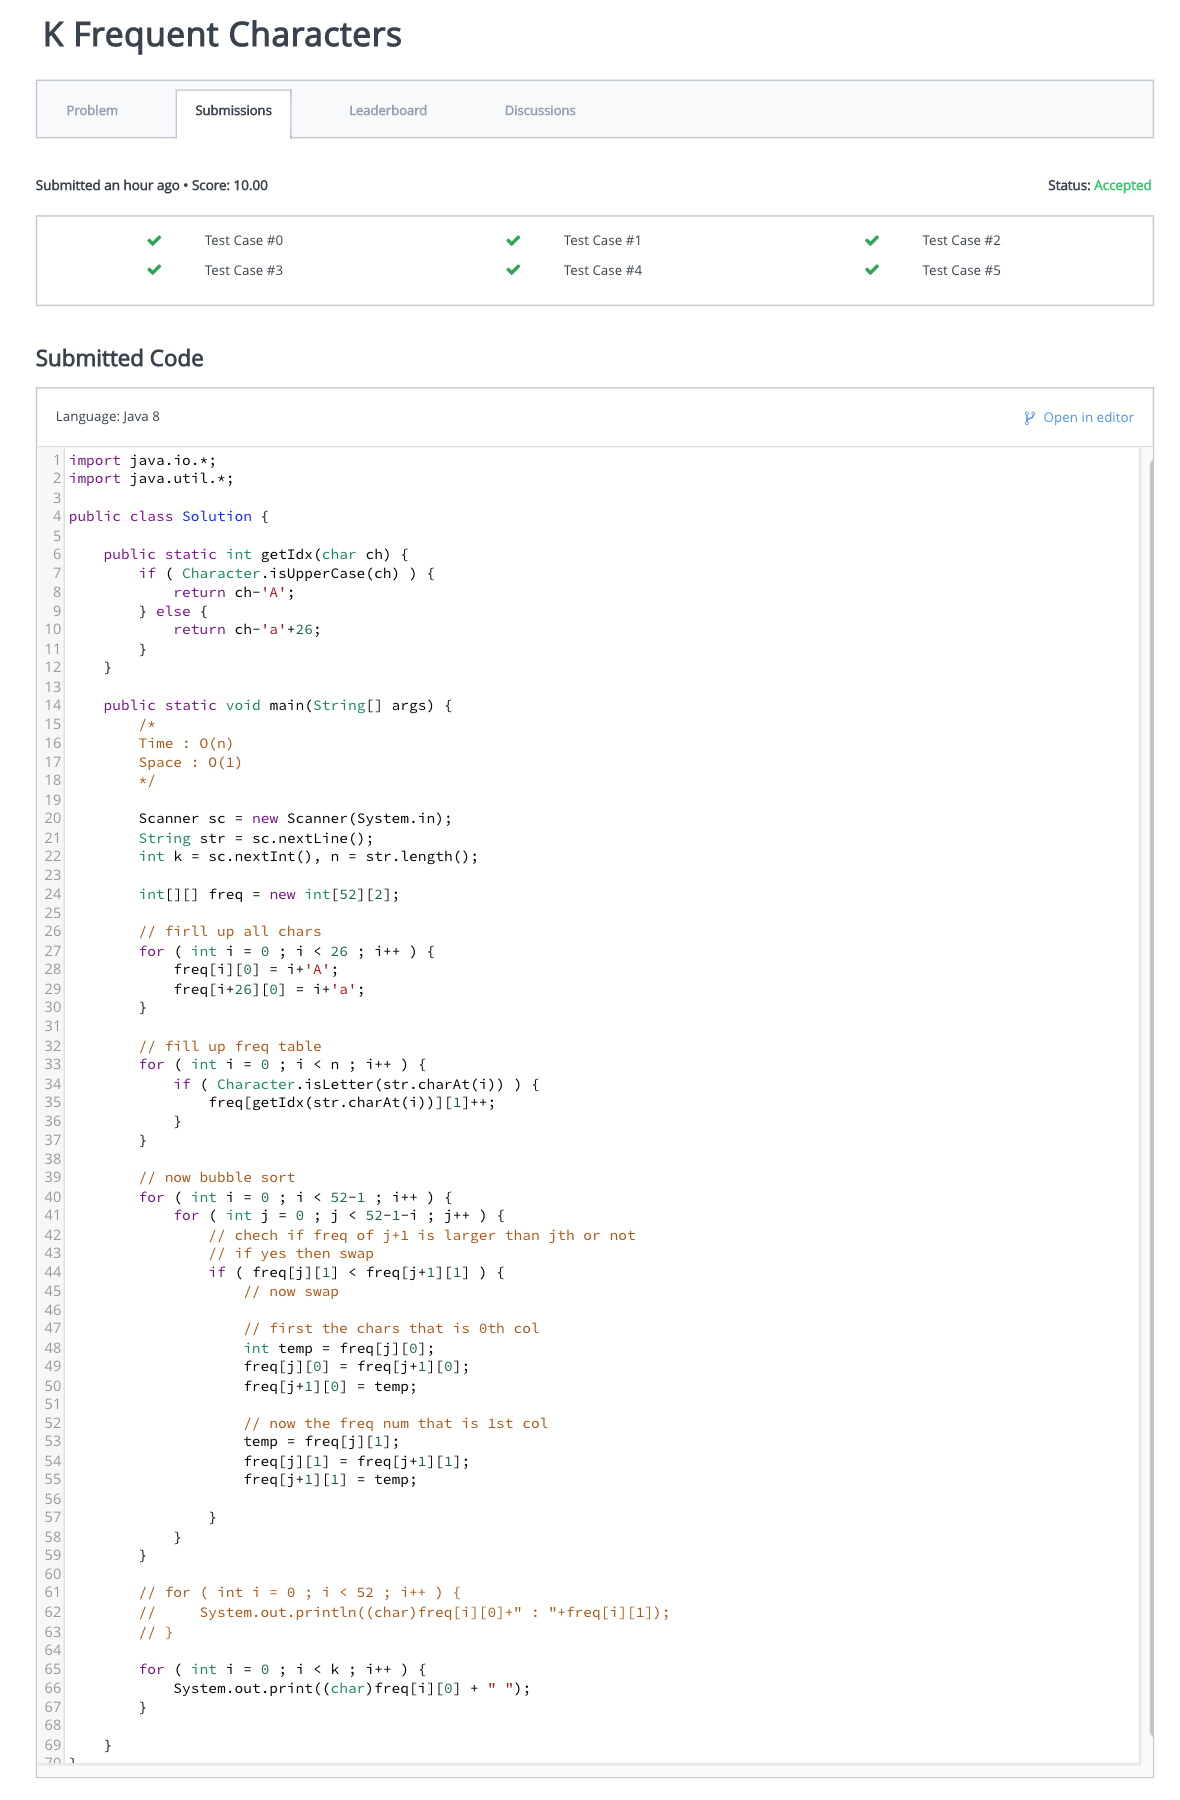 K Frequent Characters
Problem Submissions Leaderboard Discussions
Submitted an hour ago • Score: 10.00 Status: Accepted
Test Case #0 Test Case #1 Test Case #2
Test Case #3 Test Case #4 Test Case #5
Submitted Code
Language: Java 8 Open in editor
1 import java.io.*;
2 import java.util.*;
3
4 public class Solution {
5
6     public static int getIdx(char ch) {
7         if ( Character.isUpperCase(ch) ) {
8             return ch-'A';
9         } else {
10             return ch-'a'+26;
11         }
12     }
13
14     public static void main(String[] args) {
15         /*
16         Time : O(n)
17         Space : O(1)
18         */
19
20         Scanner sc = new Scanner(System.in);
21         String str = sc.nextLine();
22         int k = sc.nextInt(), n = str.length();
23
24         int[][] freq = new int[52][2];
25
26         // firll up all chars
27         for ( int i = 0 ; i < 26 ; i++ ) {
28             freq[i][0] = i+'A';
29             freq[i+26][0] = i+'a';
30         }
31
32         // fill up freq table
33         for ( int i = 0 ; i < n ; i++ ) {
34             if ( Character.isLetter(str.charAt(i)) ) {
35                 freq[getIdx(str.charAt(i))][1]++;
36             }
37         }
38
39         // now bubble sort
40         for ( int i = 0 ; i < 52-1 ; i++ ) {
41             for ( int j = 0 ; j < 52-1-i ; j++ ) {
42                 // chech if freq of j+1 is larger than jth or not
43                 // if yes then swap
44                 if ( freq[j][1] < freq[j+1][1] ) {
45                     // now swap
46
47                     // first the chars that is 0th col
48                     int temp = freq[j][0];
49                     freq[j][0] = freq[j+1][0];
50                     freq[j+1][0] = temp;
51
52                     // now the freq num that is 1st col
53                     temp = freq[j][1];
54                     freq[j][1] = freq[j+1][1];
55                     freq[j+1][1] = temp;
56
57                 }
58             }
59         }
60
61         // for ( int i = 0 ; i < 52 ; i++ ) {
62         //     System.out.println((char)freq[i][0]+" : "+freq[i][1]);
63         // }
64
65         for ( int i = 0 ; i < k ; i++ ) {
66             System.out.print((char)freq[i][0] + " ");
67         }
68
69     }
70 }